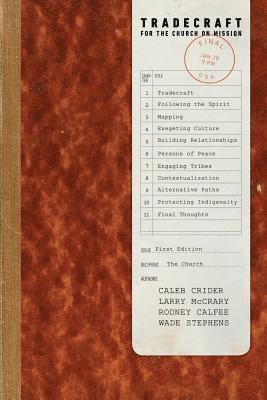 TRADECRAFT
FOR THE CHURCH ON MISSION
FINAL
JAN 28
9 PM
USA
CHAP-TER TITLE
1 Tradecraft
2 Following the Spirit
3 Mapping
4 Exegeting Culture
5 Building Relationships
6 Persons of Peace
7 Engaging Tribes
8 Contextualization
9 Alternative Paths
10 Protecting Indigeneity
11 Final Thoughts
ISSUE First Edition
RECIPIENT The Church
AUTHORS
CALEB CRIDER
LARRY McCRARY
RODNEY CALFEE
WADE STEPHENS